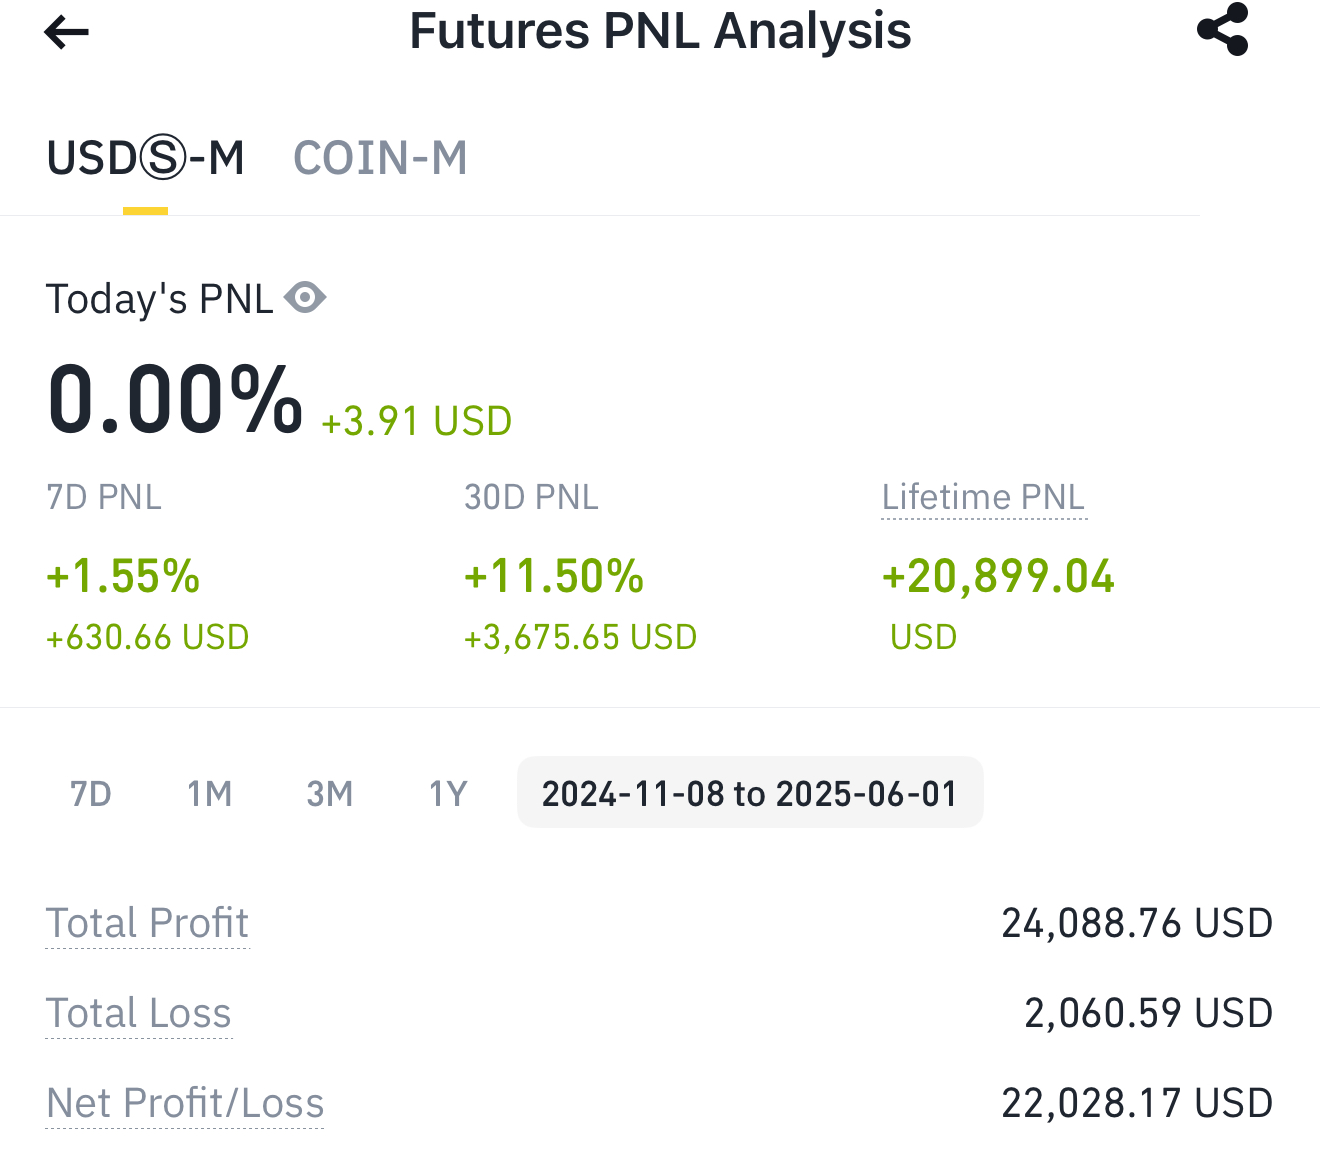 Futures PNL Analysis
USDⓈ-M COIN-M
Today's PNL
0.00% +3.91 USD
7D PNL 30D PNL Lifetime PNL
+1.55% +11.50% +20,899.04
+630.66 USD +3,675.65 USD USD
7D 1M 3M 1Y 2024-11-08 to 2025-06-01
Total Profit 24,088.76 USD
Total Loss 2,060.59 USD
Net Profit/Loss 22,028.17 USD